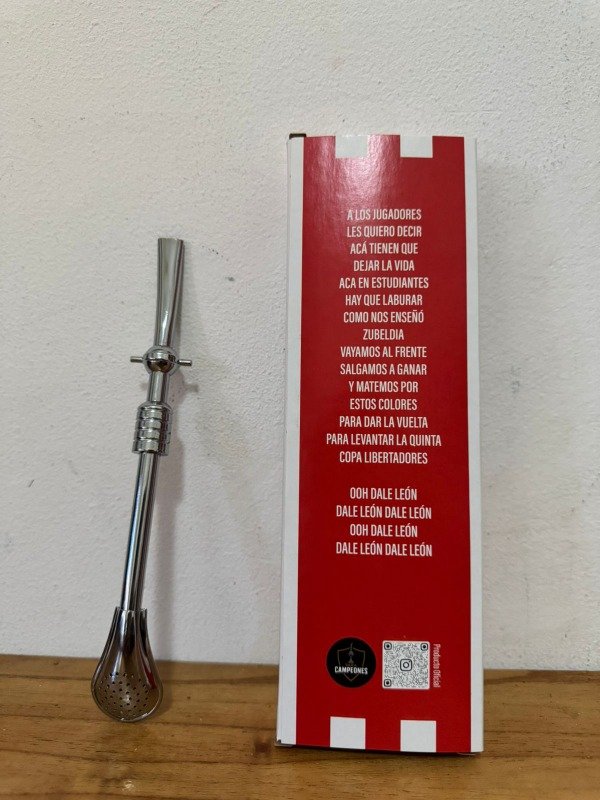 A LOS JUGADORES
LES QUIERO DECIR
ACÁ TIENEN QUE
DEJAR LA VIDA
ACA EN ESTUDIANTES
HAY QUE LABURAR
COMO NOS ENSEÑÓ
ZUBELDIA
VAYAMOS AL FRENTE
SALGAMOS A GANAR
Y MATEMOS POR
ESTOS COLORES
PARA DAR LA VUELTA
PARA LEVANTAR LA QUINTA
COPA LIBERTADORES
OOH DALE LEÓN
DALE LEÓN DALE LEÓN
OOH DALE LEÓN
DALE LEÓN DALE LEÓN
CAMPEONES
Producto Oficial